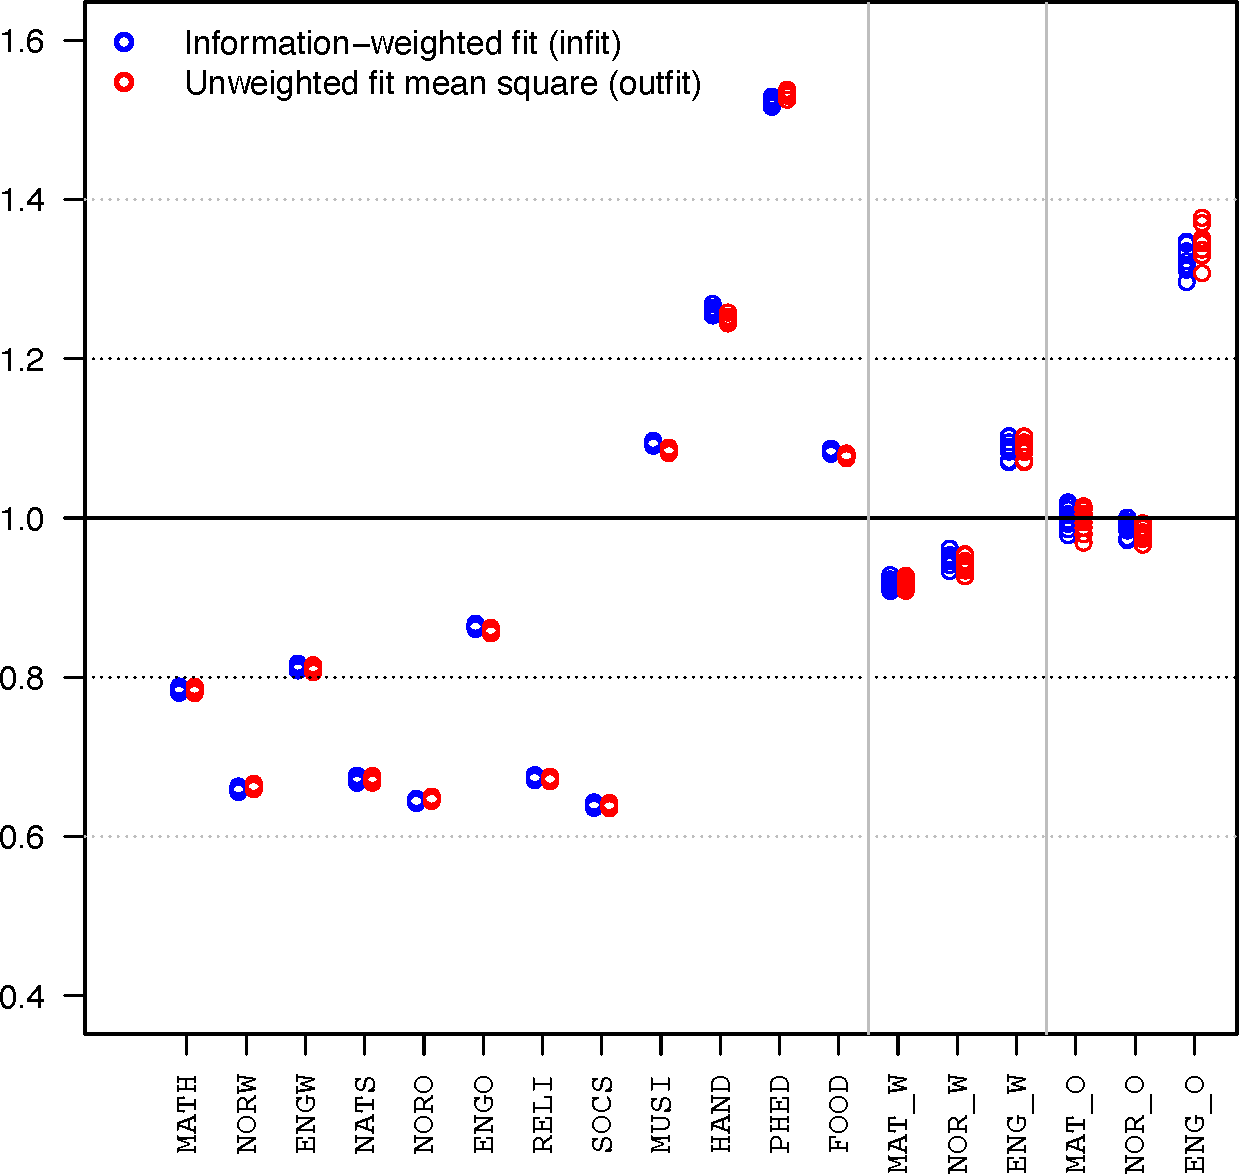 Information−weighted fit (infit)
Unweighted fit mean square (outfit)
1.6
1.4
1.2
1.0
0.8
0.6
0.4
MATH
NORW
ENGW
NATS
NORO
ENGO
RELI
SOCS
MUSI
HAND
PHED
FOOD
MAT_W
NOR_W
ENG_W
MAT_O
NOR_O
ENG_O